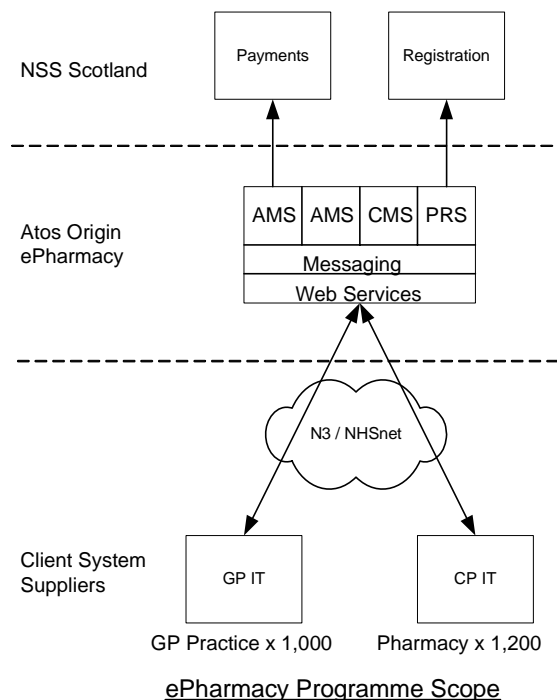 Payments
Registration
NSS Scotland
AMS
AMS
CMS
PRS
Atos Origin
ePharmacy
Messaging
Web Services
N3 / NHSnet
Client System
Suppliers
GP IT
CP IT
GP Practice x 1,000
Pharmacy x 1,200
ePharmacy Programme Scope